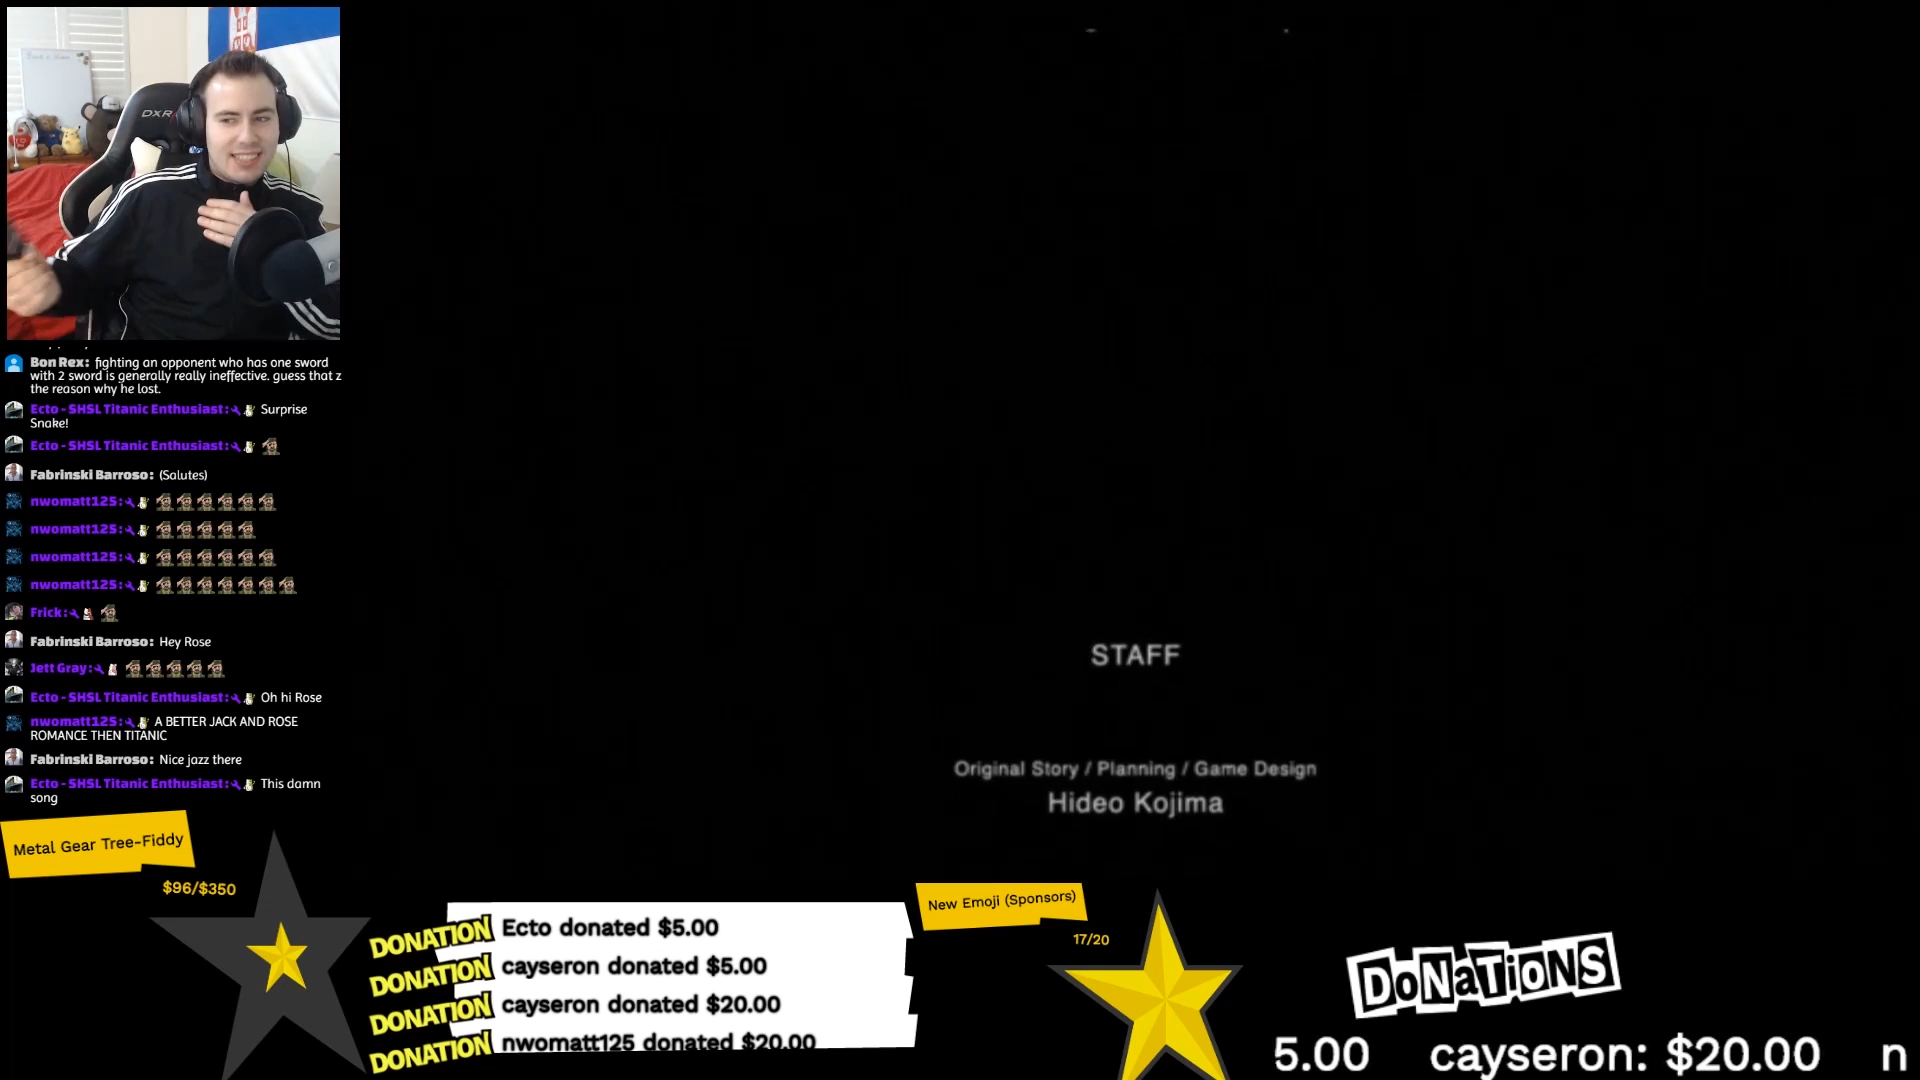 DXR
Bon Rex: fighting an opponent who has one sword
with 2 sword is generally really ineffective. guess that z
the reason why he lost.
Ecto - SHSL Titanic Enthusiast: Surprise
Snake!
Ecto - SHSL Titanic Enthusiast:
Fabrinski Barroso: (Salutes)
nwomatt125:
nwomatt125:
nwomatt125:
nwomatt125:
Frick:
Fabrinski Barroso: Hey Rose
Jett Gray:
Ecto - SHSL Titanic Enthusiast: Oh hi Rose
nwomatt125: A BETTER JACK AND ROSE
ROMANCE THEN TITANIC
Fabrinski Barroso: Nice jazz there
Ecto - SHSL Titanic Enthusiast: This damn
song
STAFF
Original Story / Planning / Game Design
Hideo Kojima
Metal Gear Tree-Fiddy
$96/$350
DONATION Ecto donated $5.00
DONATION cayseron donated $5.00
DONATION cayseron donated $20.00
DONATION nwomatt125 donated $20.00
New Emoji (Sponsors)
17/20
DoNaTioNS
5.00 cayseron: $20.00 n